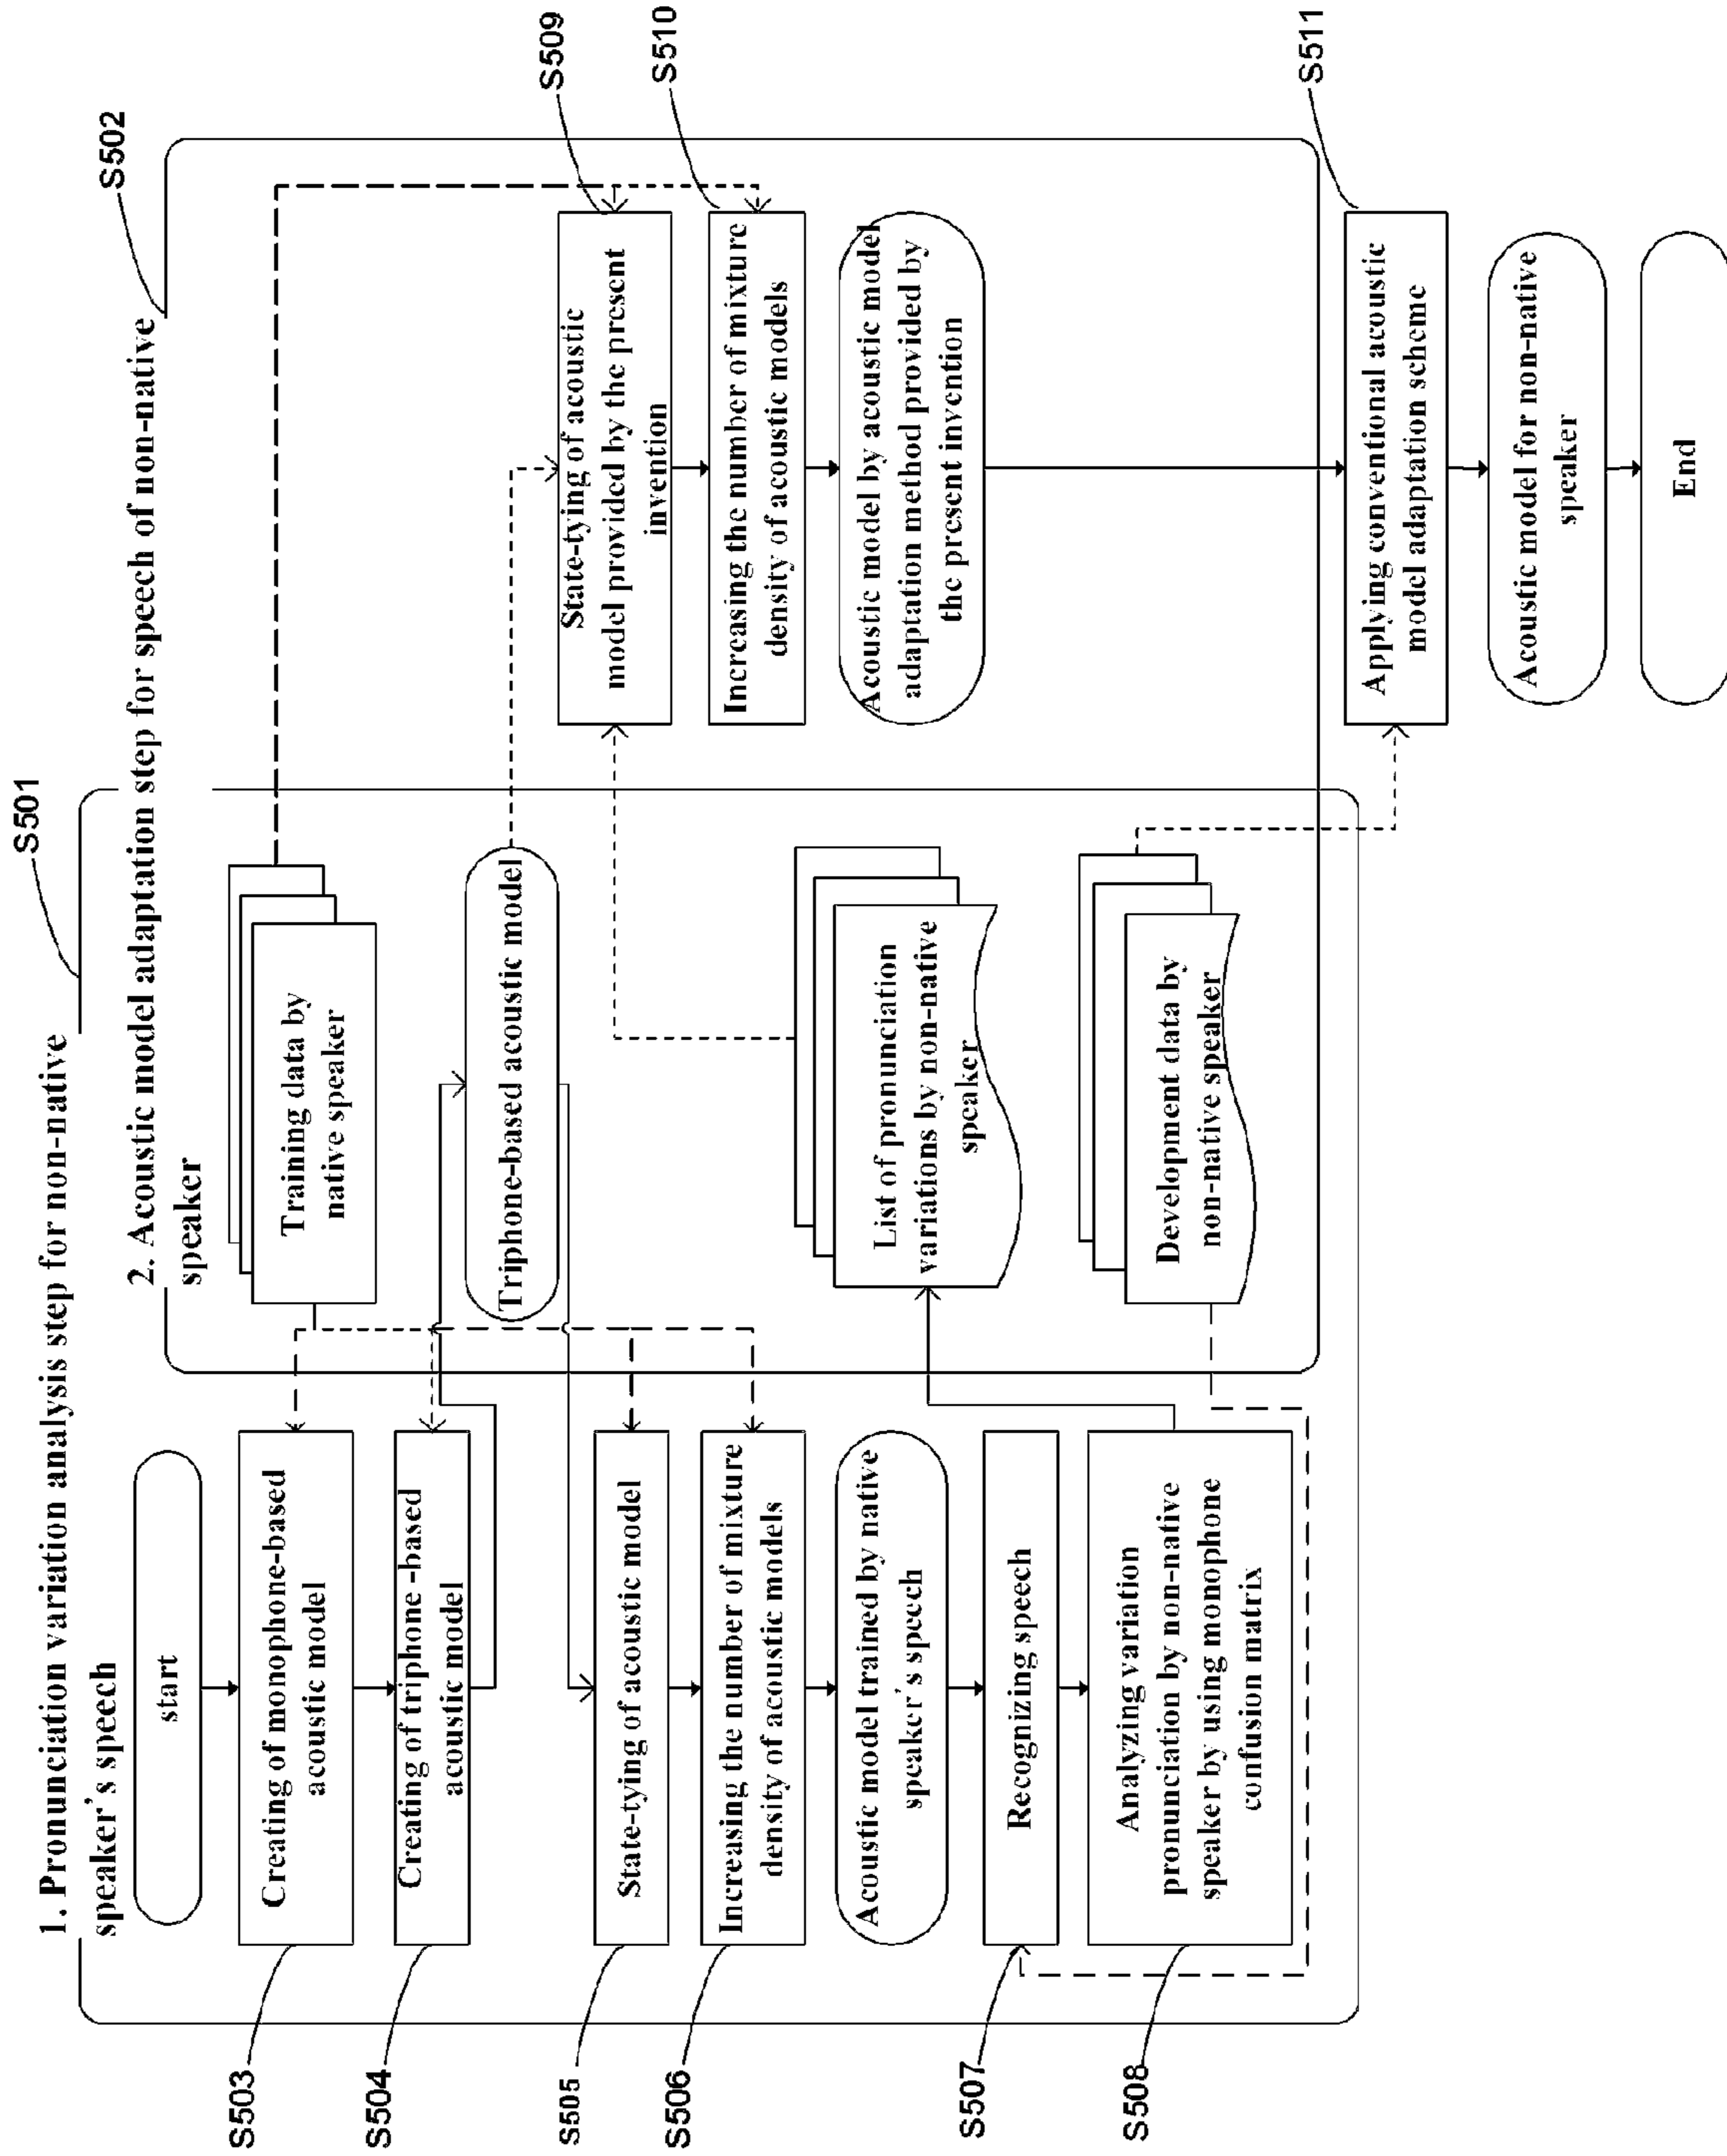 1. Pronunciation variation analysis step for non-native
speaker's speech
S501
2. Acoustic model adaptation step for speech of non-native
speaker
S502
start
Creating of monophone-based
acoustic model
S503
Creating of triphone -based
acoustic model
S504
State-tying of acoustic model
S505
Increasing the number of mixture
density of acoustic models
S506
Acoustic model trained by native
speaker's speech
Recognizing speech
S507
Analyzing variation
pronunciation by non-native
speaker by using monophone
confusion matrix
S508
Training data by
native speaker
Triphone-based acoustic model
List of pronunciation
variations by non-native
speaker
Development data by
non-native speaker
State-tying of acoustic
model provided by the present
invention
S509
Increasing the number of mixture
density of acoustic models
S510
Acoustic model by acoustic model
adaptation method provided by
the present invention
Applying conventional acoustic
model adaptation scheme
S511
Acoustic model for non-native
speaker
End